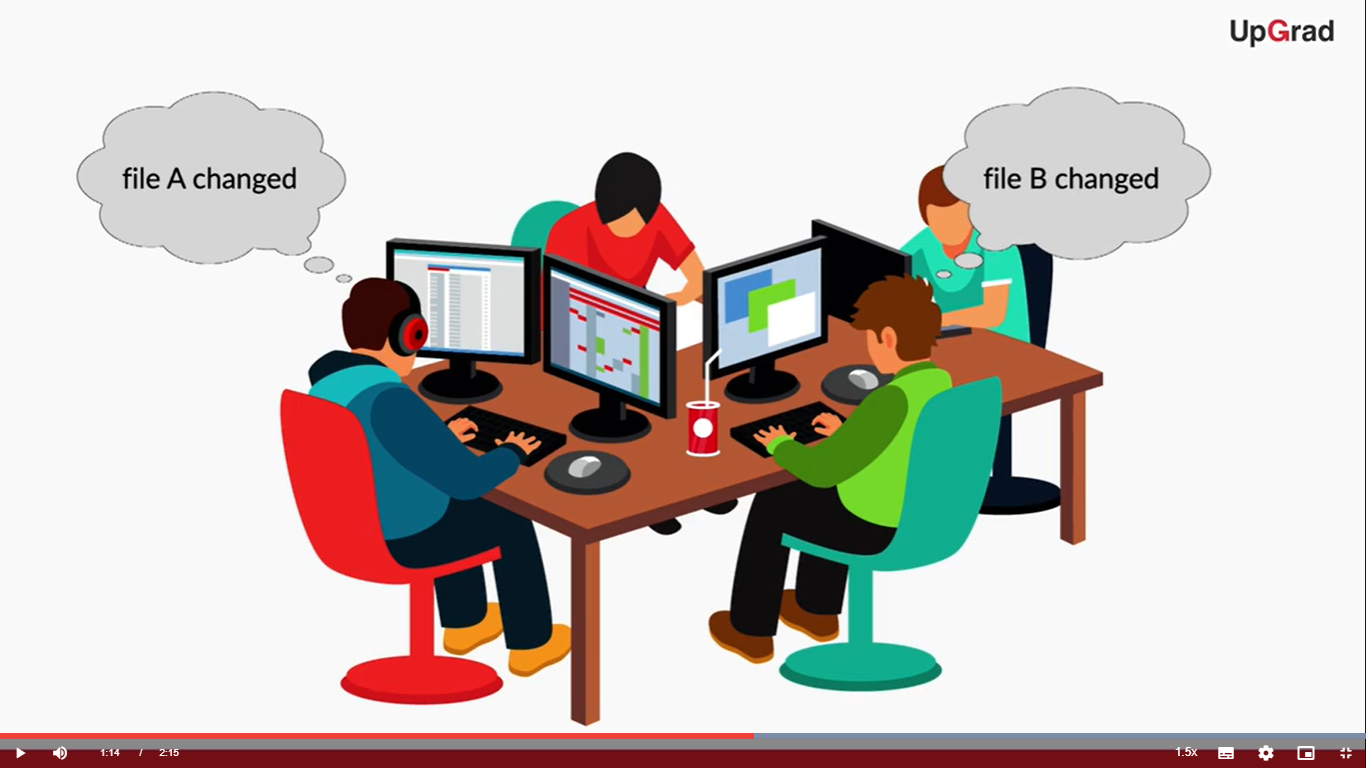 UpGrad
file A changed
file B changed
1:14 / 2:15
1.5x